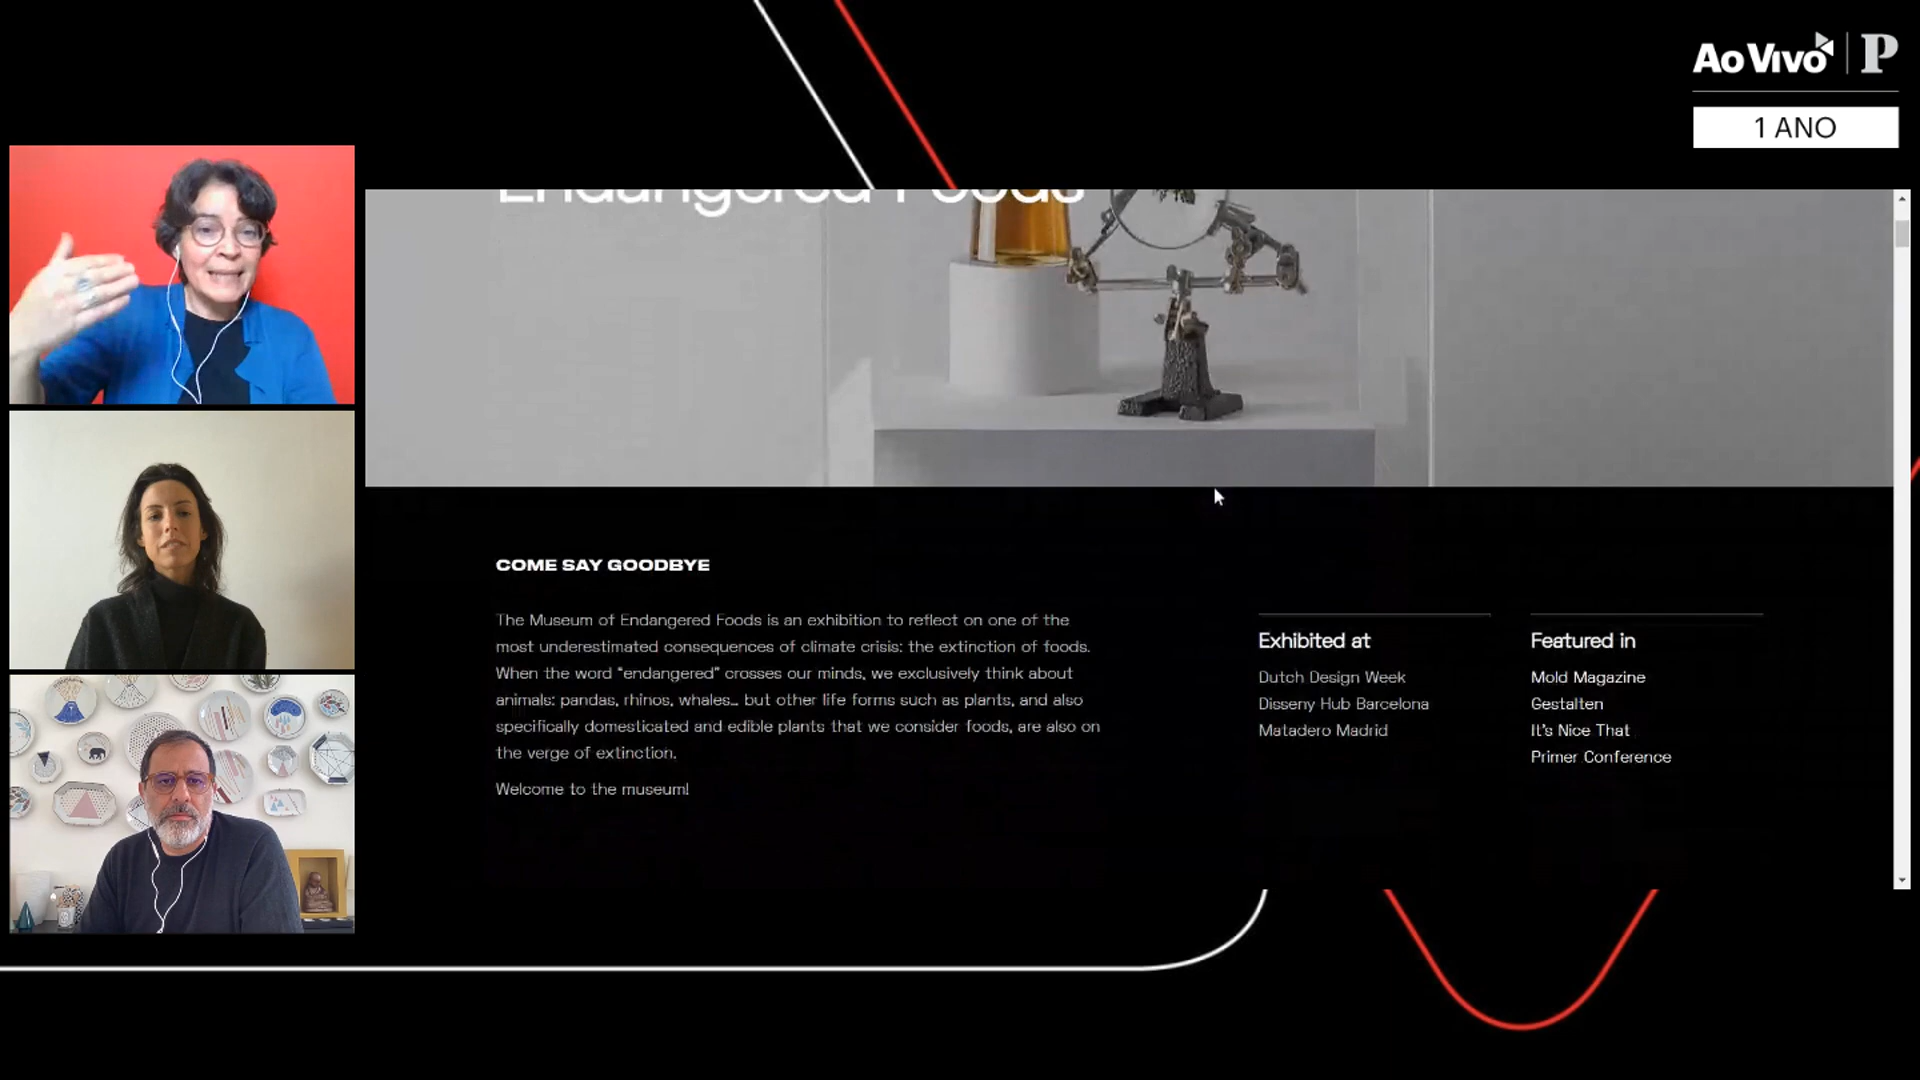 Ao Vivo P
1 ANO
Endangered Foods
COME SAY GOODBYE
The Museum of Endangered Foods is an exhibition to reflect on one of the
most underestimated consequences of climate crisis: the extinction of foods.
When the word “endangered” crosses our minds, we exclusively think about
animals: pandas, rhinos, whales… but other life forms such as plants, and also
specifically domesticated and edible plants that we consider foods, are also on
the verge of extinction.
Welcome to the museum!
Exhibited at
Dutch Design Week
Disseny Hub Barcelona
Matadero Madrid
Featured in
Mold Magazine
Gestalten
It's Nice That
Primer Conference